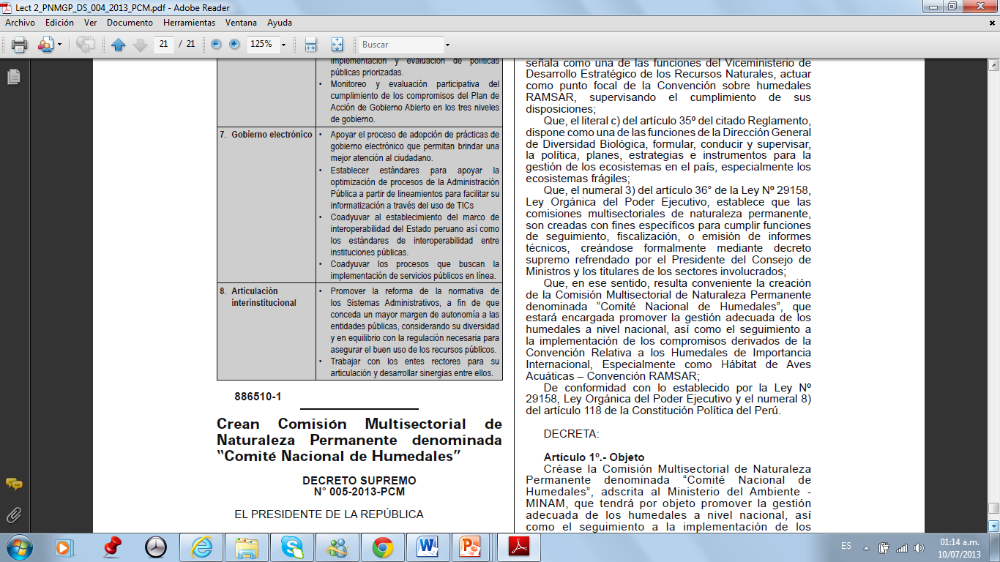 Lect 2_PNMGP_DS_004_2013_PCM.pdf - Adobe Reader
Archivo Edición Ver Documento Herramientas Ventana Ayuda
21 / 21 125% Buscar
implementación y evaluación de políticas
públicas priorizadas.
• Monitoreo y evaluación participativa del
cumplimiento de los compromisos del Plan de
Acción de Gobierno Abierto en los tres niveles
de gobierno.
7. Gobierno electrónico
• Apoyar el proceso de adopción de prácticas de
gobierno electrónico que permitan brindar una
mejor atención al ciudadano.
• Establecer estándares para apoyar la
optimización de procesos de la Administración
Pública a partir de lineamientos para facilitar su
informatización a través del uso de TICs
• Coadyuvar al establecimiento del marco de
interoperabilidad del Estado peruano así como
los estándares de interoperabilidad entre
instituciones públicas.
• Coadyuvar los procesos que buscan la
implementación de servicios públicos en línea.
8. Articulación
interinstitucional
• Promover la reforma de la normativa de
los Sistemas Administrativos, a fin de que
conceda un mayor margen de autonomía a las
entidades públicas, considerando su diversidad
y en equilibrio con la regulación necesaria para
asegurar el buen uso de los recursos públicos.
• Trabajar con los entes rectores para su
articulación y desarrollar sinergias entre ellos.
886510-1
Crean Comisión Multisectorial de
Naturaleza Permanente denominada
“Comité Nacional de Humedales”
DECRETO SUPREMO
N° 005-2013-PCM
EL PRESIDENTE DE LA REPÚBLICA
señala como una de las funciones del Viceministerio de
Desarrollo Estratégico de los Recursos Naturales, actuar
como punto focal de la Convención sobre humedales
RAMSAR, supervisando el cumplimiento de sus
disposiciones;
Que, el literal c) del artículo 35º del citado Reglamento,
dispone como una de las funciones de la Dirección General
de Diversidad Biológica, formular, conducir y supervisar,
la política, planes, estrategias e instrumentos para la
gestión de los ecosistemas en el país, especialmente los
ecosistemas frágiles;
Que, el numeral 3) del artículo 36° de la Ley Nº 29158,
Ley Orgánica del Poder Ejecutivo, establece que las
comisiones multisectoriales de naturaleza permanente,
son creadas con fines específicos para cumplir funciones
de seguimiento, fiscalización, o emisión de informes
técnicos, creándose formalmente mediante decreto
supremo refrendado por el Presidente del Consejo de
Ministros y los titulares de los sectores involucrados;
Que, en ese sentido, resulta conveniente la creación
de la Comisión Multisectorial de Naturaleza Permanente
denominada “Comité Nacional de Humedales”, que
estará encargada promover la gestión adecuada de los
humedales a nivel nacional, así como el seguimiento a
la implementación de los compromisos derivados de la
Convención Relativa a los Humedales de Importancia
Internacional, Especialmente como Hábitat de Aves
Acuáticas – Convención RAMSAR;
De conformidad con lo establecido por la Ley Nº
29158, Ley Orgánica del Poder Ejecutivo y el numeral 8)
del artículo 118 de la Constitución Política del Perú.
DECRETA:
Artículo 1º.- Objeto
Créase la Comisión Multisectorial de Naturaleza
Permanente denominada “Comité Nacional de
Humedales”, adscrita al Ministerio del Ambiente -
MINAM, que tendrá por objeto promover la gestión
adecuada de los humedales a nivel nacional, así
como el seguimiento a la implementación de los
ES 01:14 a.m.
10/07/2013